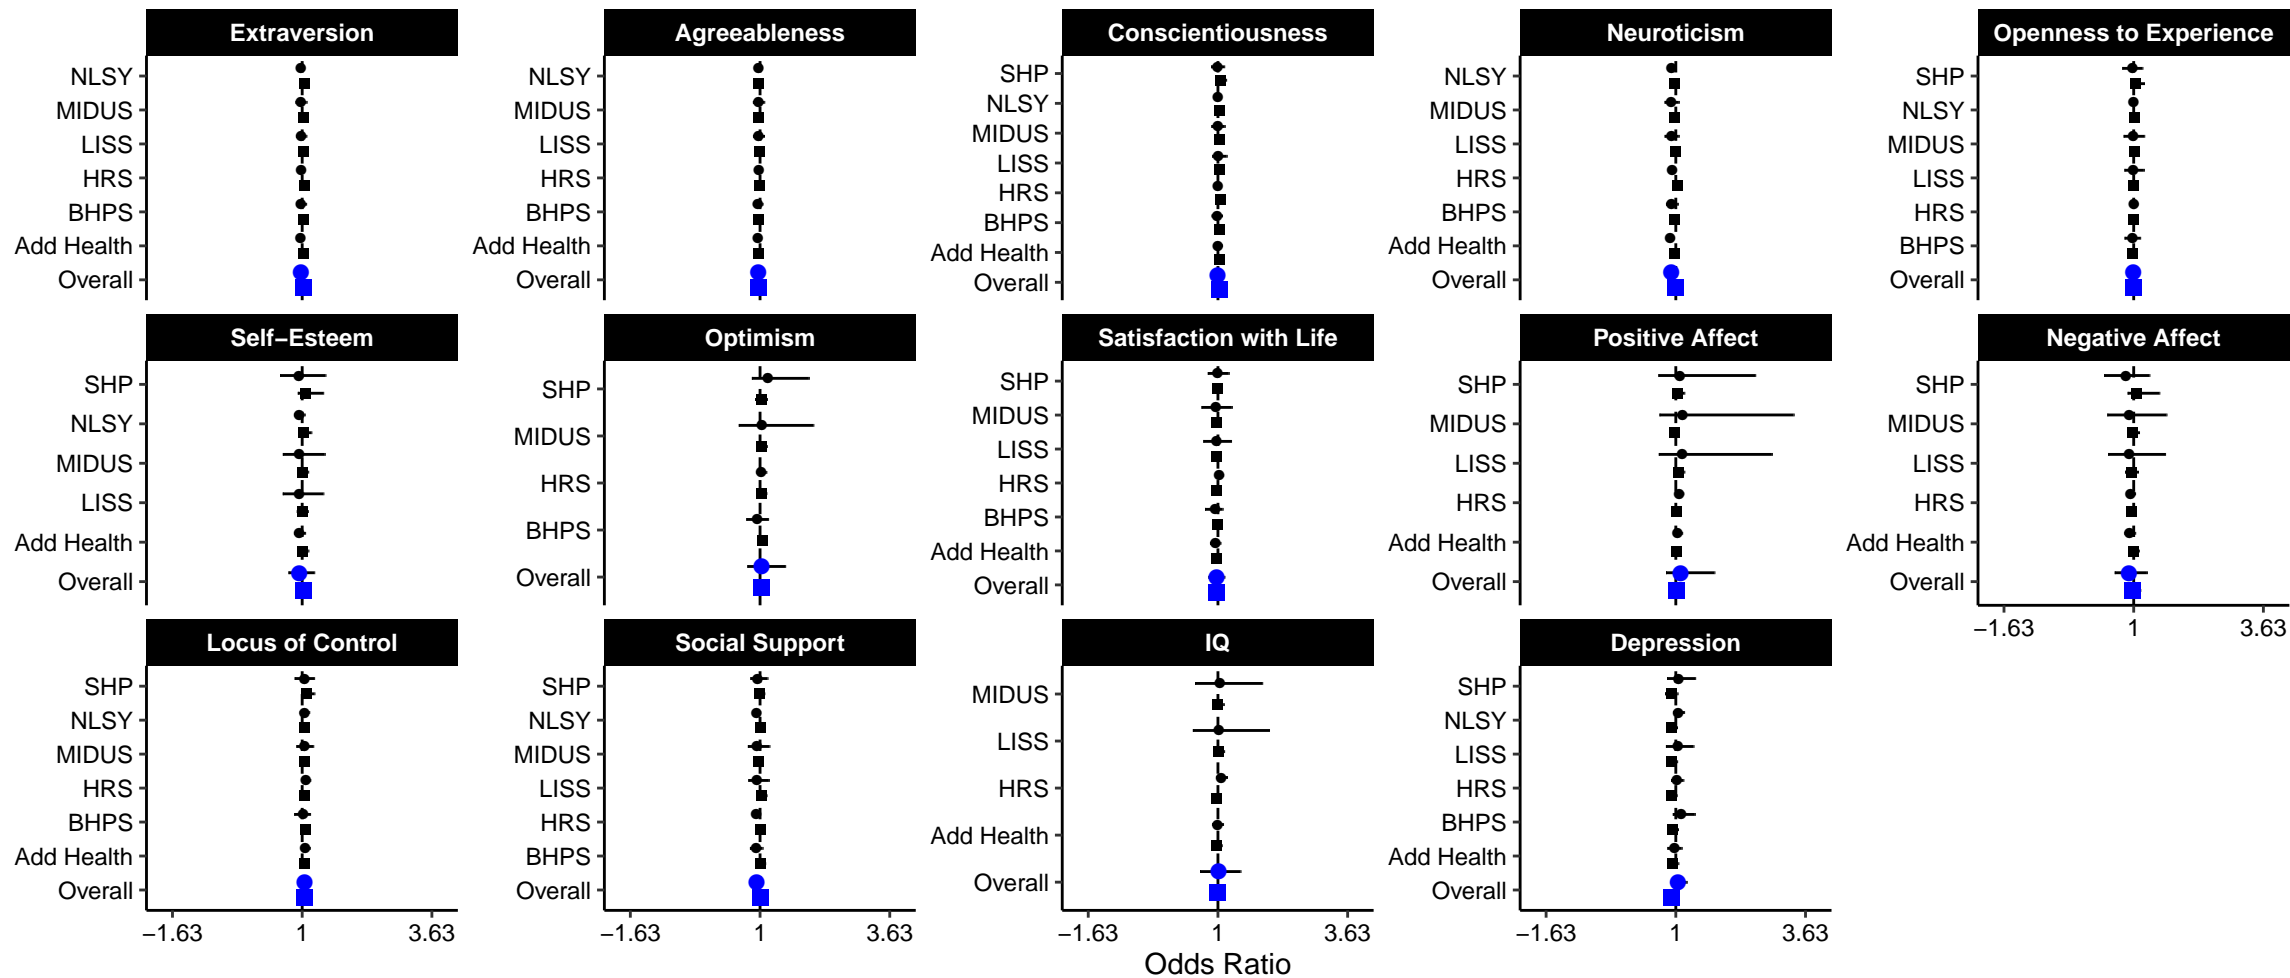 Extraversion
NLSY
MIDUS
LISS
HRS
BHPS
Add Health
Overall
Agreeableness
NLSY
MIDUS
LISS
HRS
BHPS
Add Health
Overall
Conscientiousness
SHP
NLSY
MIDUS
LISS
HRS
BHPS
Add Health
Overall
Neuroticism
NLSY
MIDUS
LISS
HRS
BHPS
Add Health
Overall
Openness to Experience
SHP
NLSY
MIDUS
LISS
HRS
BHPS
Overall
Self−Esteem
SHP
NLSY
MIDUS
LISS
Add Health
Overall
Optimism
SHP
MIDUS
HRS
BHPS
Overall
Satisfaction with Life
SHP
MIDUS
LISS
HRS
BHPS
Add Health
Overall
Positive Affect
SHP
MIDUS
LISS
HRS
Add Health
Overall
Negative Affect
SHP
MIDUS
LISS
HRS
Add Health
Overall
−1.63 1 3.63
Locus of Control
SHP
NLSY
MIDUS
HRS
BHPS
Add Health
Overall
−1.63 1 3.63
Social Support
SHP
NLSY
MIDUS
LISS
HRS
BHPS
Overall
−1.63 1 3.63
IQ
MIDUS
LISS
HRS
Add Health
Overall
−1.63 1 3.63
Depression
SHP
NLSY
LISS
HRS
BHPS
Add Health
Overall
−1.63 1 3.63
Odds Ratio